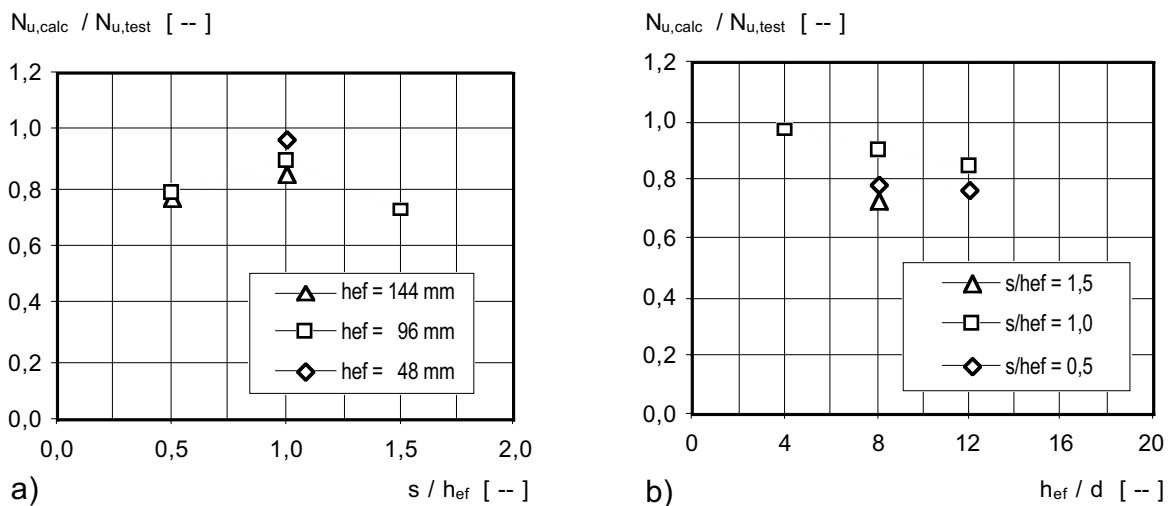 N_u,calc / N_u,test [ -- ]
1,2
1,0
0,8
0,6
0,4
0,2
0,0
0,0 0,5 1,0 1,5 2,0
hef = 144 mm
hef = 96 mm
hef = 48 mm
a)
s / h_ef [ -- ]
N_u,calc / N_u,test [ -- ]
1,2
1,0
0,8
0,6
0,4
0,2
0,0
0 4 8 12 16 20
s/hef = 1,5
s/hef = 1,0
s/hef = 0,5
b)
h_ef / d [ -- ]